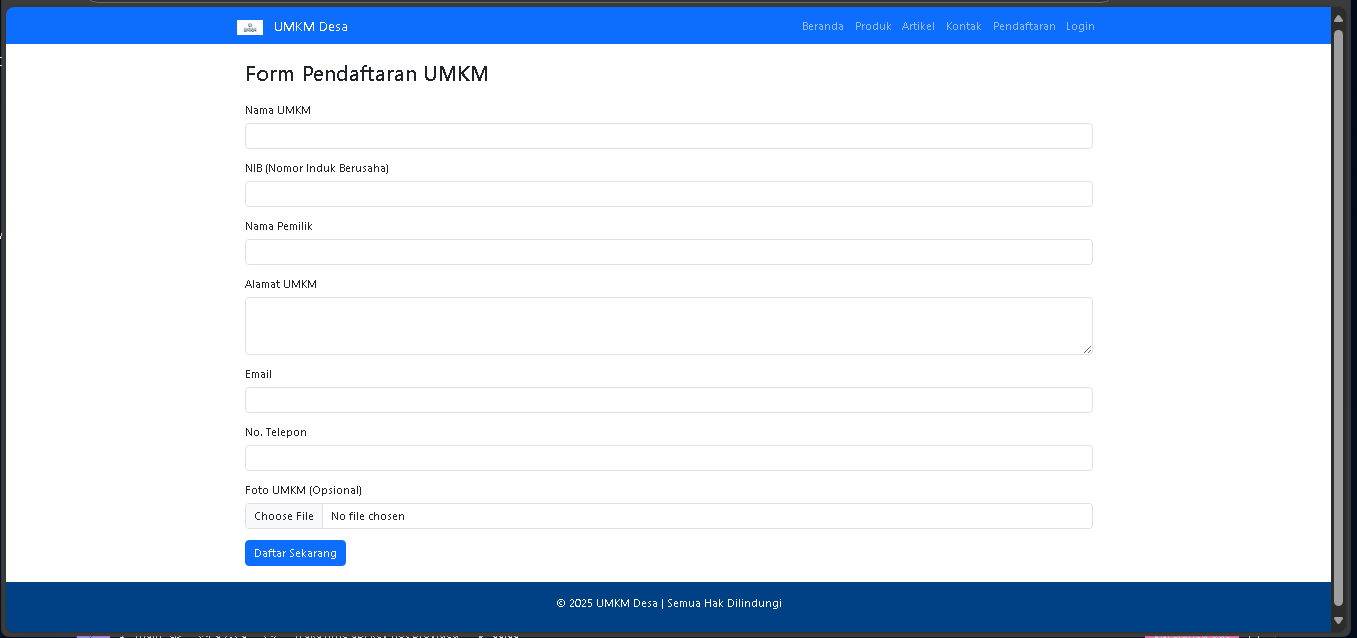 UMKM Desa
Beranda Produk Artikel Kontak Pendaftaran Login
Form Pendaftaran UMKM
Nama UMKM
NIB (Nomor Induk Berusaha)
Nama Pemilik
Alamat UMKM
Email
No. Telepon
Foto UMKM (Opsional)
Choose File No file chosen
Daftar Sekarang
© 2025 UMKM Desa | Semua Hak Dilindungi